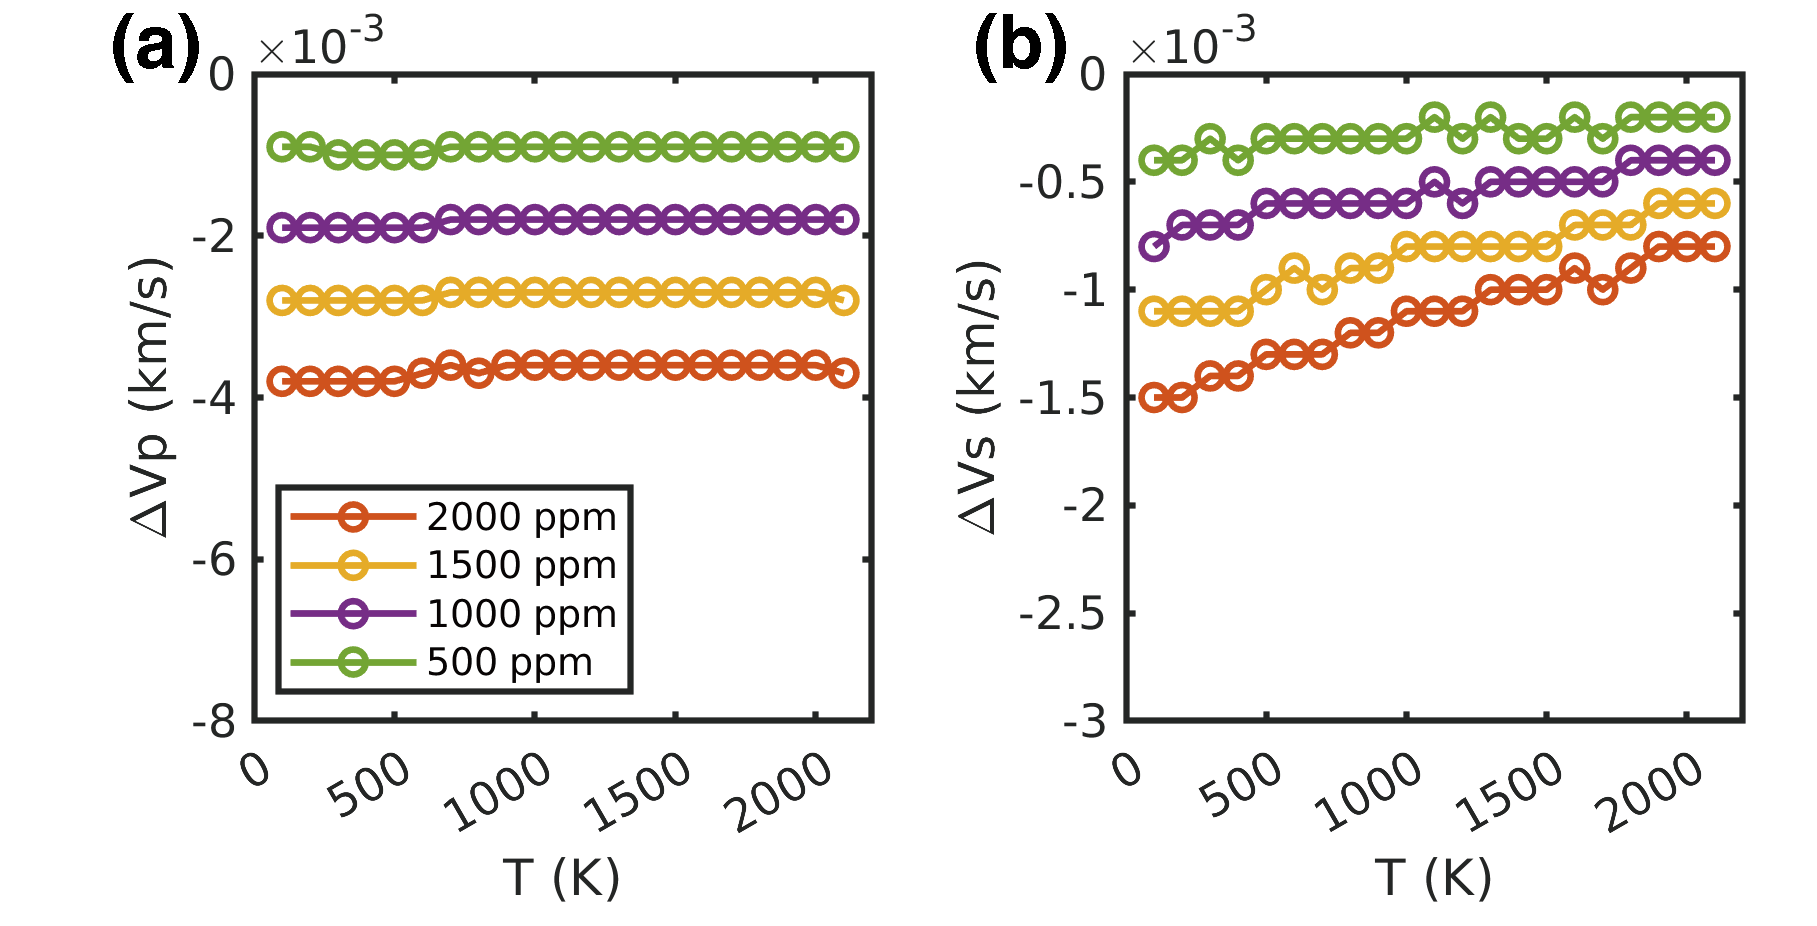 (a)
×10-3
0
-2
-4
-6
-8
ΔVp (km/s)
2000 ppm
1500 ppm
1000 ppm
500 ppm
0
500
1000
1500
2000
T (K)
(b)
×10-3
0
-0.5
-1
-1.5
-2
-2.5
-3
ΔVs (km/s)
0
500
1000
1500
2000
T (K)